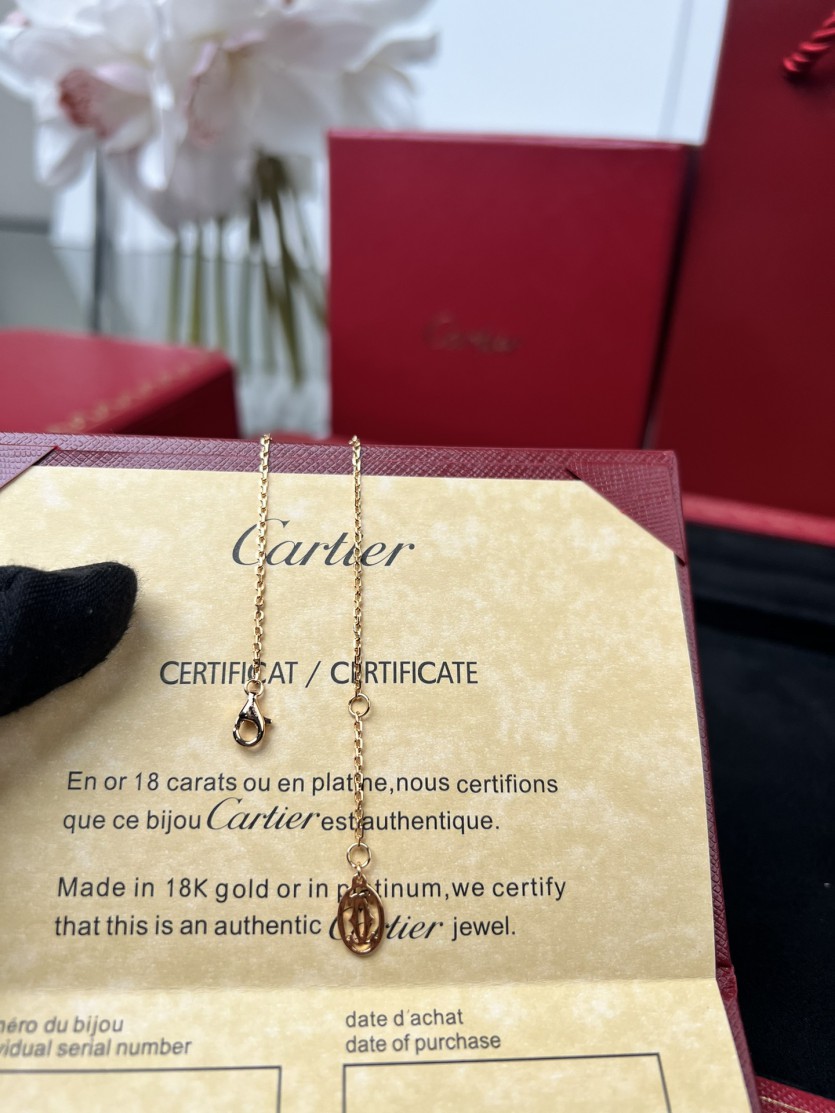 Cartier
Cartier
CERTIFICAT / CERTIFICATE
En or 18 carats ou en platine,nous certifions
que ce bijou Cartier est authentique.
Made in 18K gold or in platinum,we certify
that this is an authentic Cartier jewel.
néro du bijou
vidual serial number
date d'achat
date of purchase